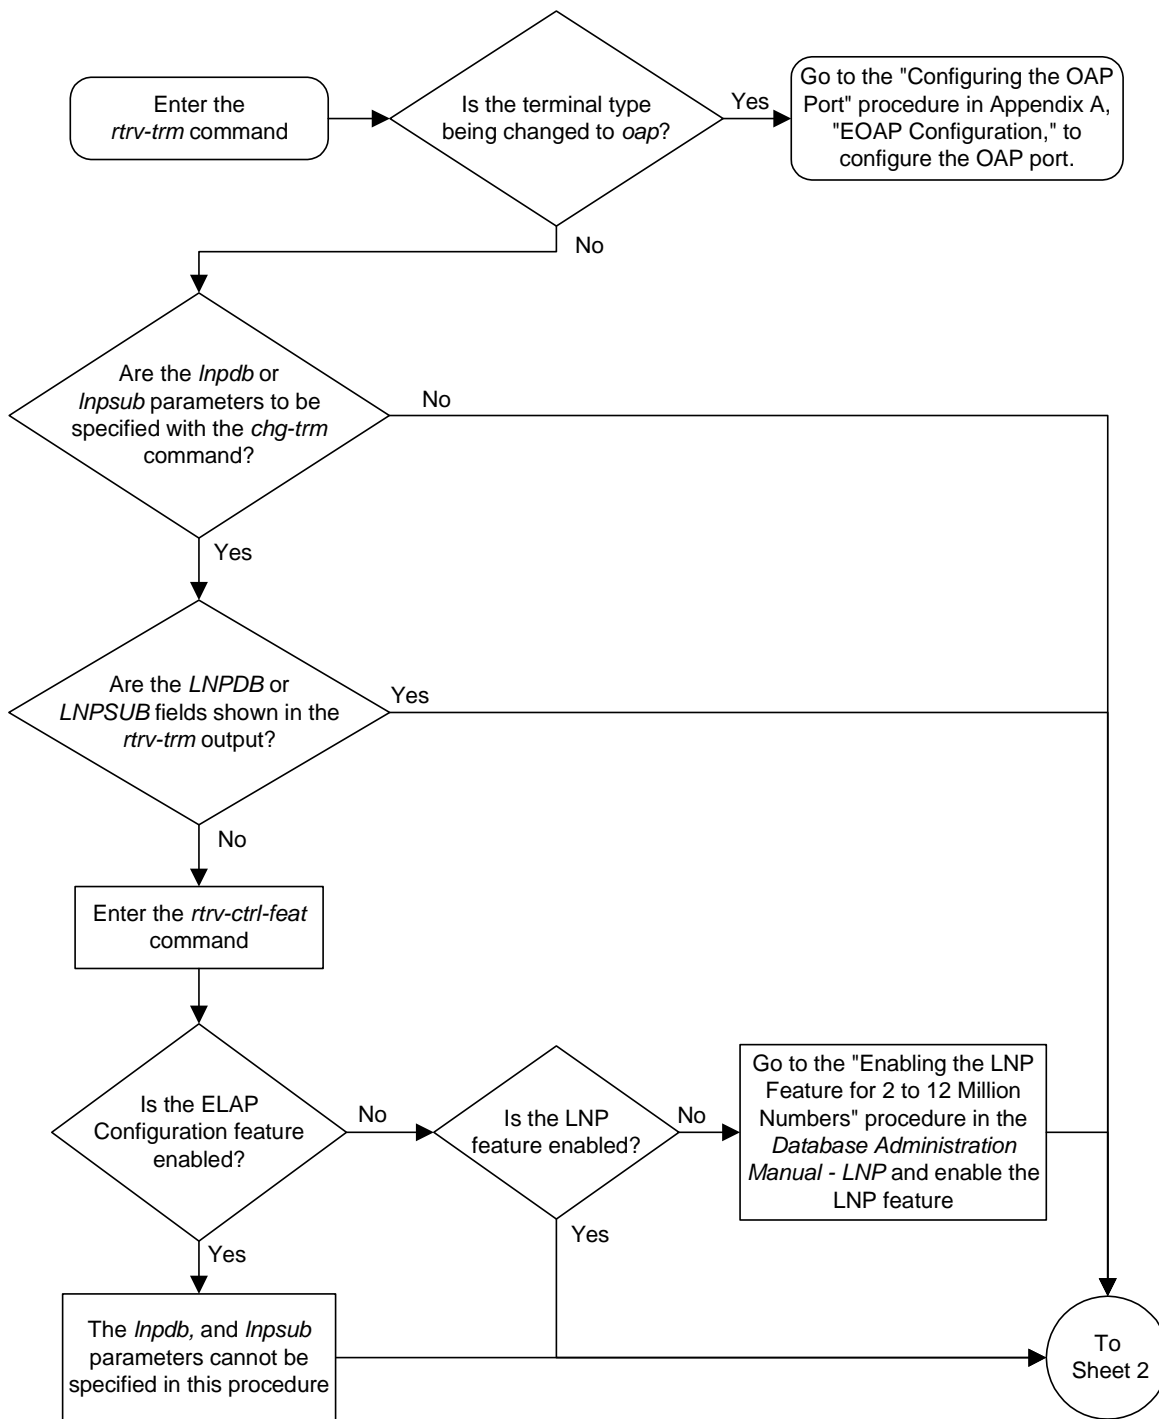 Enter the
rtrv-trm command
Is the terminal type
being changed to oap?
Yes
Go to the "Configuring the OAP
Port" procedure in Appendix A,
"EOAP Configuration," to
configure the OAP port.
No
Are the lnpdb or
lnpsub parameters to be
specified with the chg-trm
command?
No
Yes
Are the LNPDB or
LNPSUB fields shown in the
rtrv-trm output?
Yes
No
Enter the rtrv-ctrl-feat
command
Is the ELAP
Configuration feature
enabled?
No
Is the LNP
feature enabled?
No
Go to the "Enabling the LNP
Feature for 2 to 12 Million
Numbers" procedure in the
Database Administration
Manual - LNP and enable the
LNP feature
Yes
Yes
The lnpdb, and lnpsub
parameters cannot be
specified in this procedure
To
Sheet 2